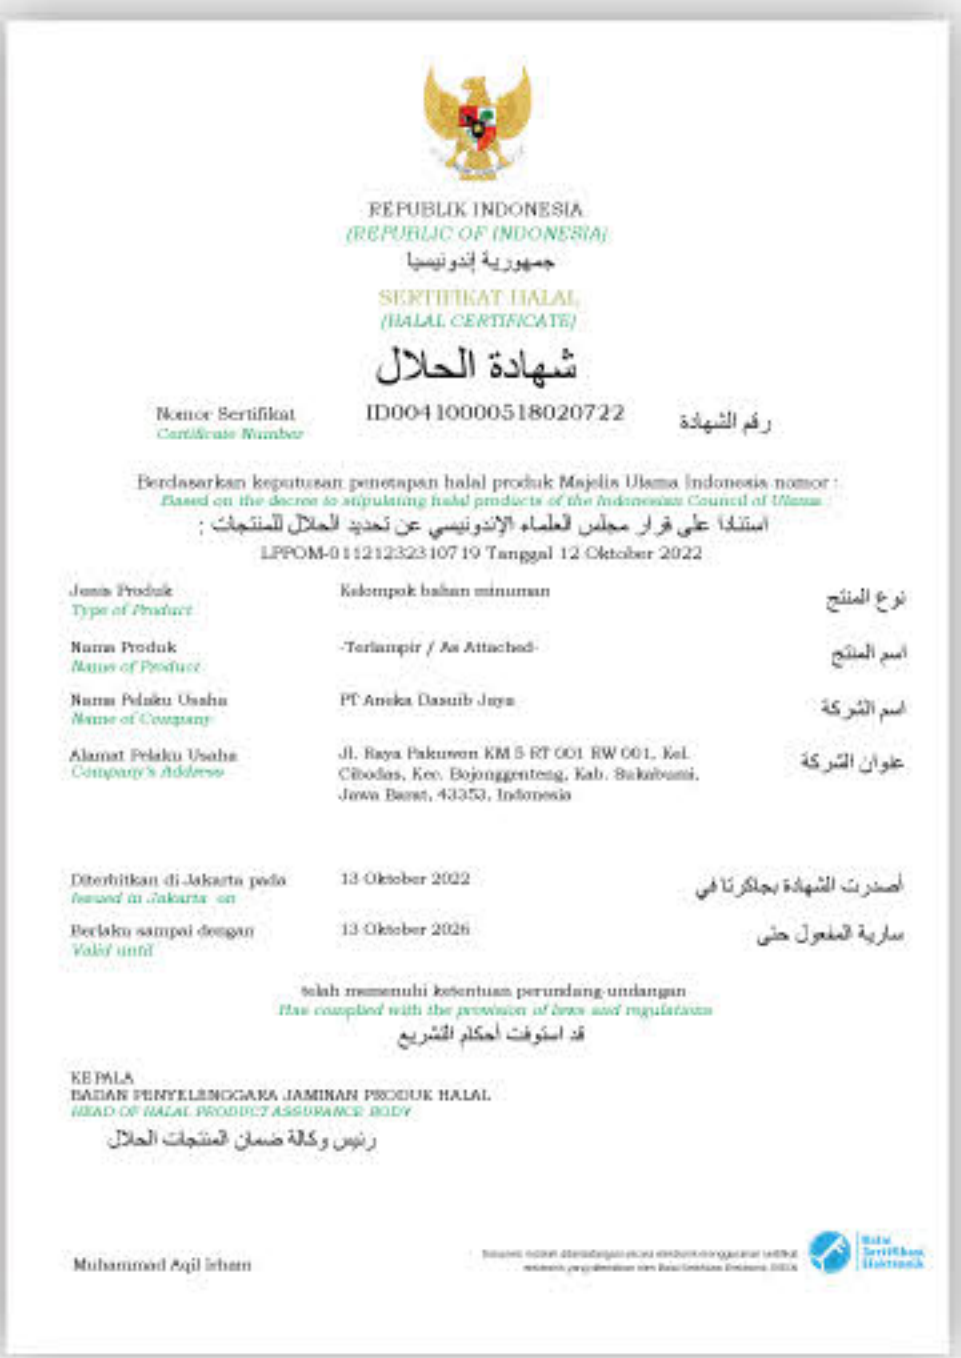 REPUBLIK INDONESIA
(REPUBLIC OF INDONESIA)
جمهورية إندونيسيا
SERTIFIKAT HALAL
(HALAL CERTIFICATE)
شهادة الحلال
Nomor Sertifikat ID00410000518020722 رقم الشهادة
Certificate Number
Berdasarkan keputusan penetapan halal produk Majelis Ulama Indonesia nomor :
Based on the decree to stipulating halal products of the Indonesian Council of Ulama :
استنادا على قرار مجلس العلماء الإندونيسي عن تحديد الحلال للمنتجات :
LPPOM-01121232310719 Tanggal 12 Oktober 2022
Jenis Produk Kelompok bahan minuman نوع المنتج
Type of Product
Nama Produk -Terlampir / As Attached- اسم المنتج
Name of Product
Nama Pelaku Usaha PT Aneka Dasuib Jaya اسم الشركة
Name of Company
Alamat Pelaku Usaha Jl. Raya Pakuwon KM 5 RT 001 RW 001, Kel. علوان الشركة
Company's Address Cibodas, Kec. Bojonggenteng, Kab. Sukabumi,
Jawa Barat, 43353, Indonesia
Diterbitkan di Jakarta pada 13 Oktober 2022 أصدرت الشهادة بجاكرتا في
Issued in Jakarta on
Berlaku sampai dengan 13 Oktober 2026 سارية المفعول حتى
Valid until
telah memenuhi ketentuan perundang-undangan
Has complied with the provision of laws and regulations
قد استوفت أحكام التشريع
KEPALA
BADAN PENYELENGGARA JAMINAN PRODUK HALAL
HEAD OF HALAL PRODUCT ASSURANCE BODY
رئيس وكالة ضمان المنتجات الحلال
Muhammad Aqil Irham
Balai
Sertifikasi
Elektronik